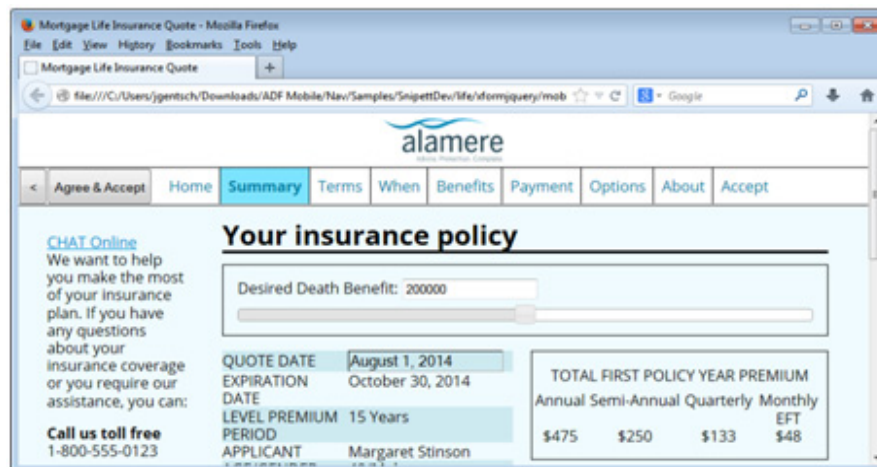 Mortgage Life Insurance Quote - Mozilla Firefox
File Edit View History Bookmarks Tools Help
Mortgage Life Insurance Quote +
file:///C:/Users/jgentsch/Downloads/ADF Mobile/Nav/Samples/SnipettDev/life/xformjquery/mob Google
alamere
< Agree & Accept Home Summary Terms When Benefits Payment Options About Accept
CHAT Online
We want to help
you make the most
of your insurance
plan. If you have
any questions
about your
insurance coverage
or you require our
assistance, you can:
Call us toll free
1-800-555-0123
Your insurance policy
Desired Death Benefit: 200000
QUOTE DATE August 1, 2014
EXPIRATION October 30, 2014
DATE
LEVEL PREMIUM 15 Years
PERIOD
APPLICANT Margaret Stinson
TOTAL FIRST POLICY YEAR PREMIUM
Annual Semi-Annual Quarterly Monthly
EFT
$475 $250 $133 $48